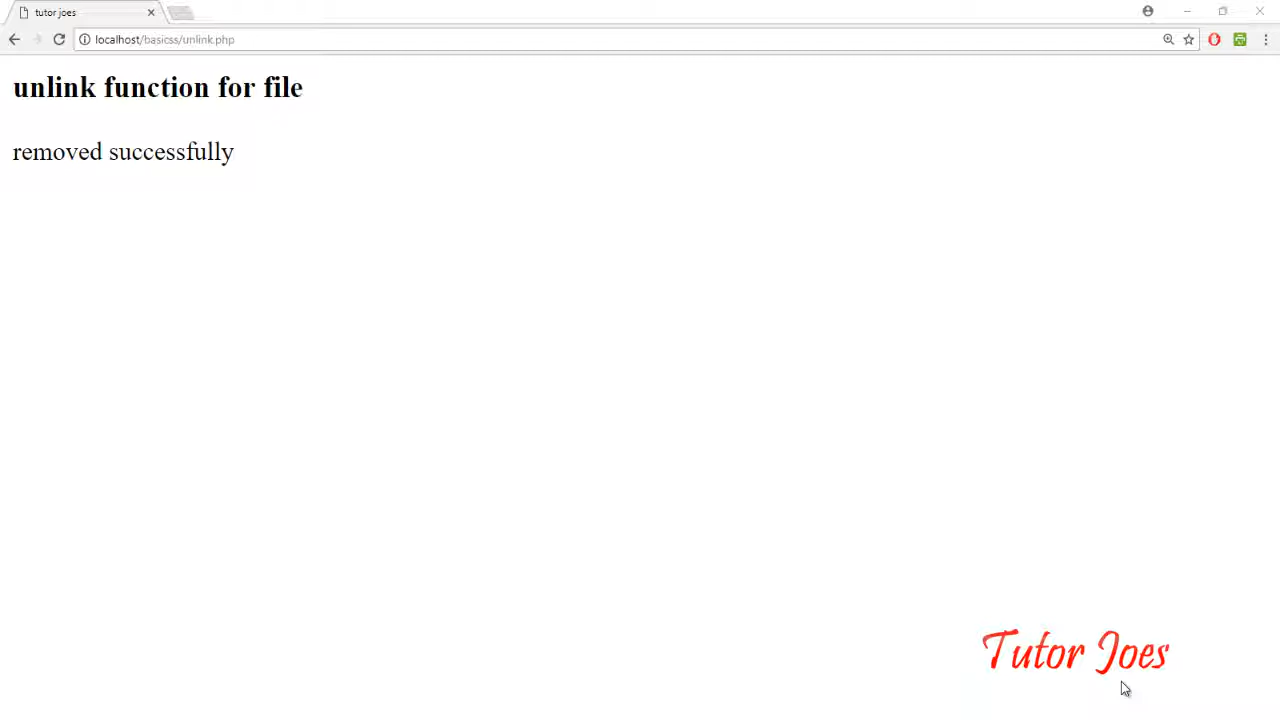 tutor joes
localhost/basicss/unlink.php
unlink function for file
removed successfully
Tutor Joes